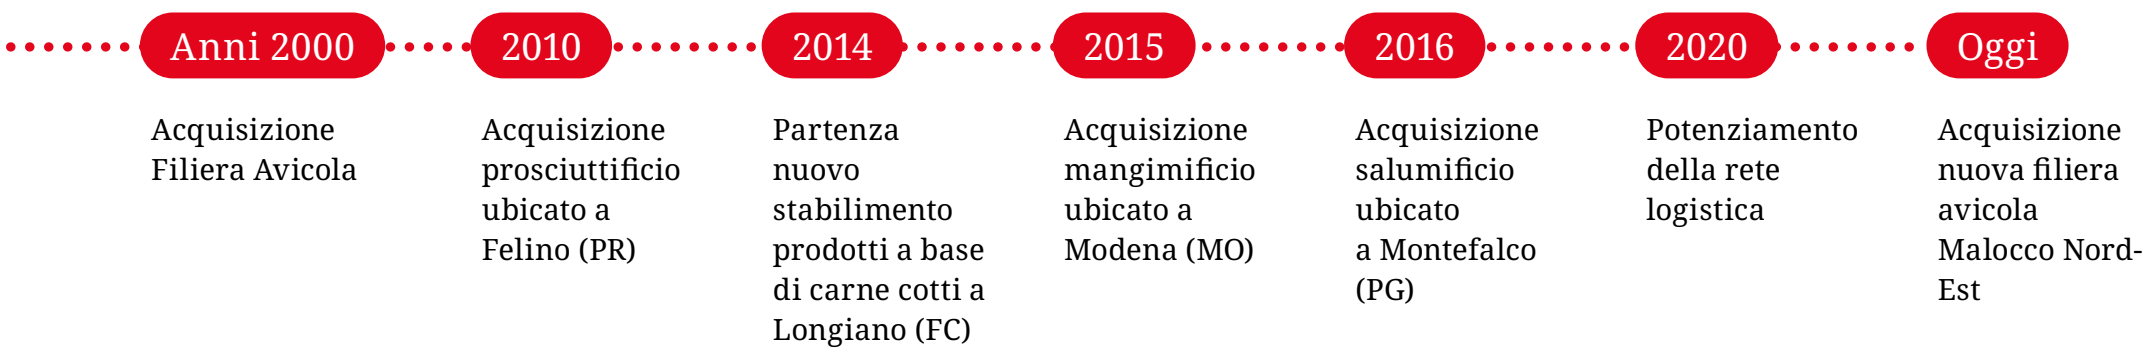 Anni 2000
Acquisizione
Filiera Avicola
2010
Acquisizione
prosciuttificio
ubicato a
Felino (PR)
2014
Partenza
nuovo
stabilimento
prodotti a base
di carne cotti a
Longiano (FC)
2015
Acquisizione
mangimificio
ubicato a
Modena (MO)
2016
Acquisizione
salumificio
ubicato
a Montefalco
(PG)
2020
Potenziamento
della rete
logistica
Oggi
Acquisizione
nuova filiera
avicola
Malocco Nord-
Est